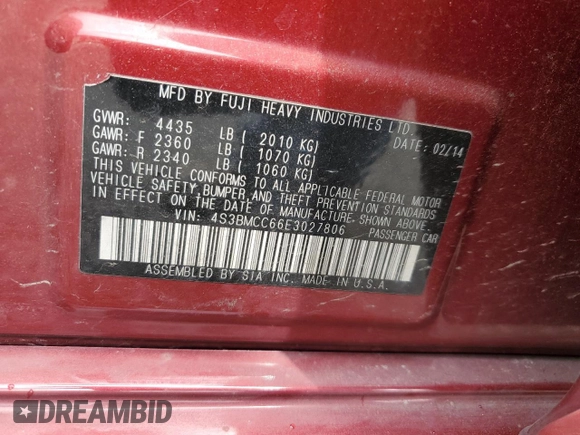 MFD BY FUJI HEAVY INDUSTRIES LTD.
GVWR: 4435 LB ( 2010 KG) DATE: 02/14
GAWR: F 2360 LB ( 1070 KG)
GAWR: R 2340 LB ( 1060 KG)
THIS VEHICLE CONFORMS TO ALL APPLICABLE FEDERAL MOTOR
VEHICLE SAFETY, BUMPER, AND THEFT PREVENTION STANDARDS
IN EFFECT ON THE DATE OF MANUFACTURE SHOWN ABOVE.
VIN: 4S3BMCC66E3027806 PASSENGER CAR
ASSEMBLED BY SIA INC. MADE IN U.S.A.
DREAMBID